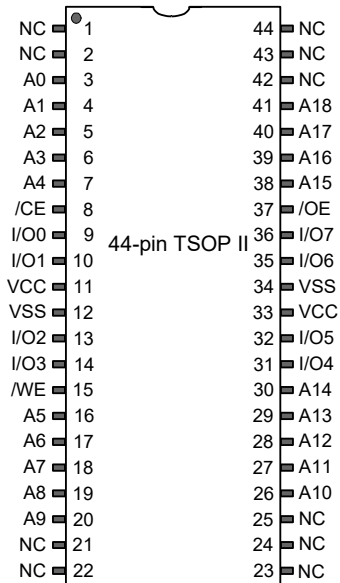 NC 1 44 NC
NC 2 43 NC
A0 3 42 NC
A1 4 41 A18
A2 5 40 A17
A3 6 39 A16
A4 7 38 A15
/CE 8 37 /OE
I/O0 9 44-pin TSOP II 36 I/O7
I/O1 10 35 I/O6
VCC 11 34 VSS
VSS 12 33 VCC
I/O2 13 32 I/O5
I/O3 14 31 I/O4
/WE 15 30 A14
A5 16 29 A13
A6 17 28 A12
A7 18 27 A11
A8 19 26 A10
A9 20 25 NC
NC 21 24 NC
NC 22 23 NC